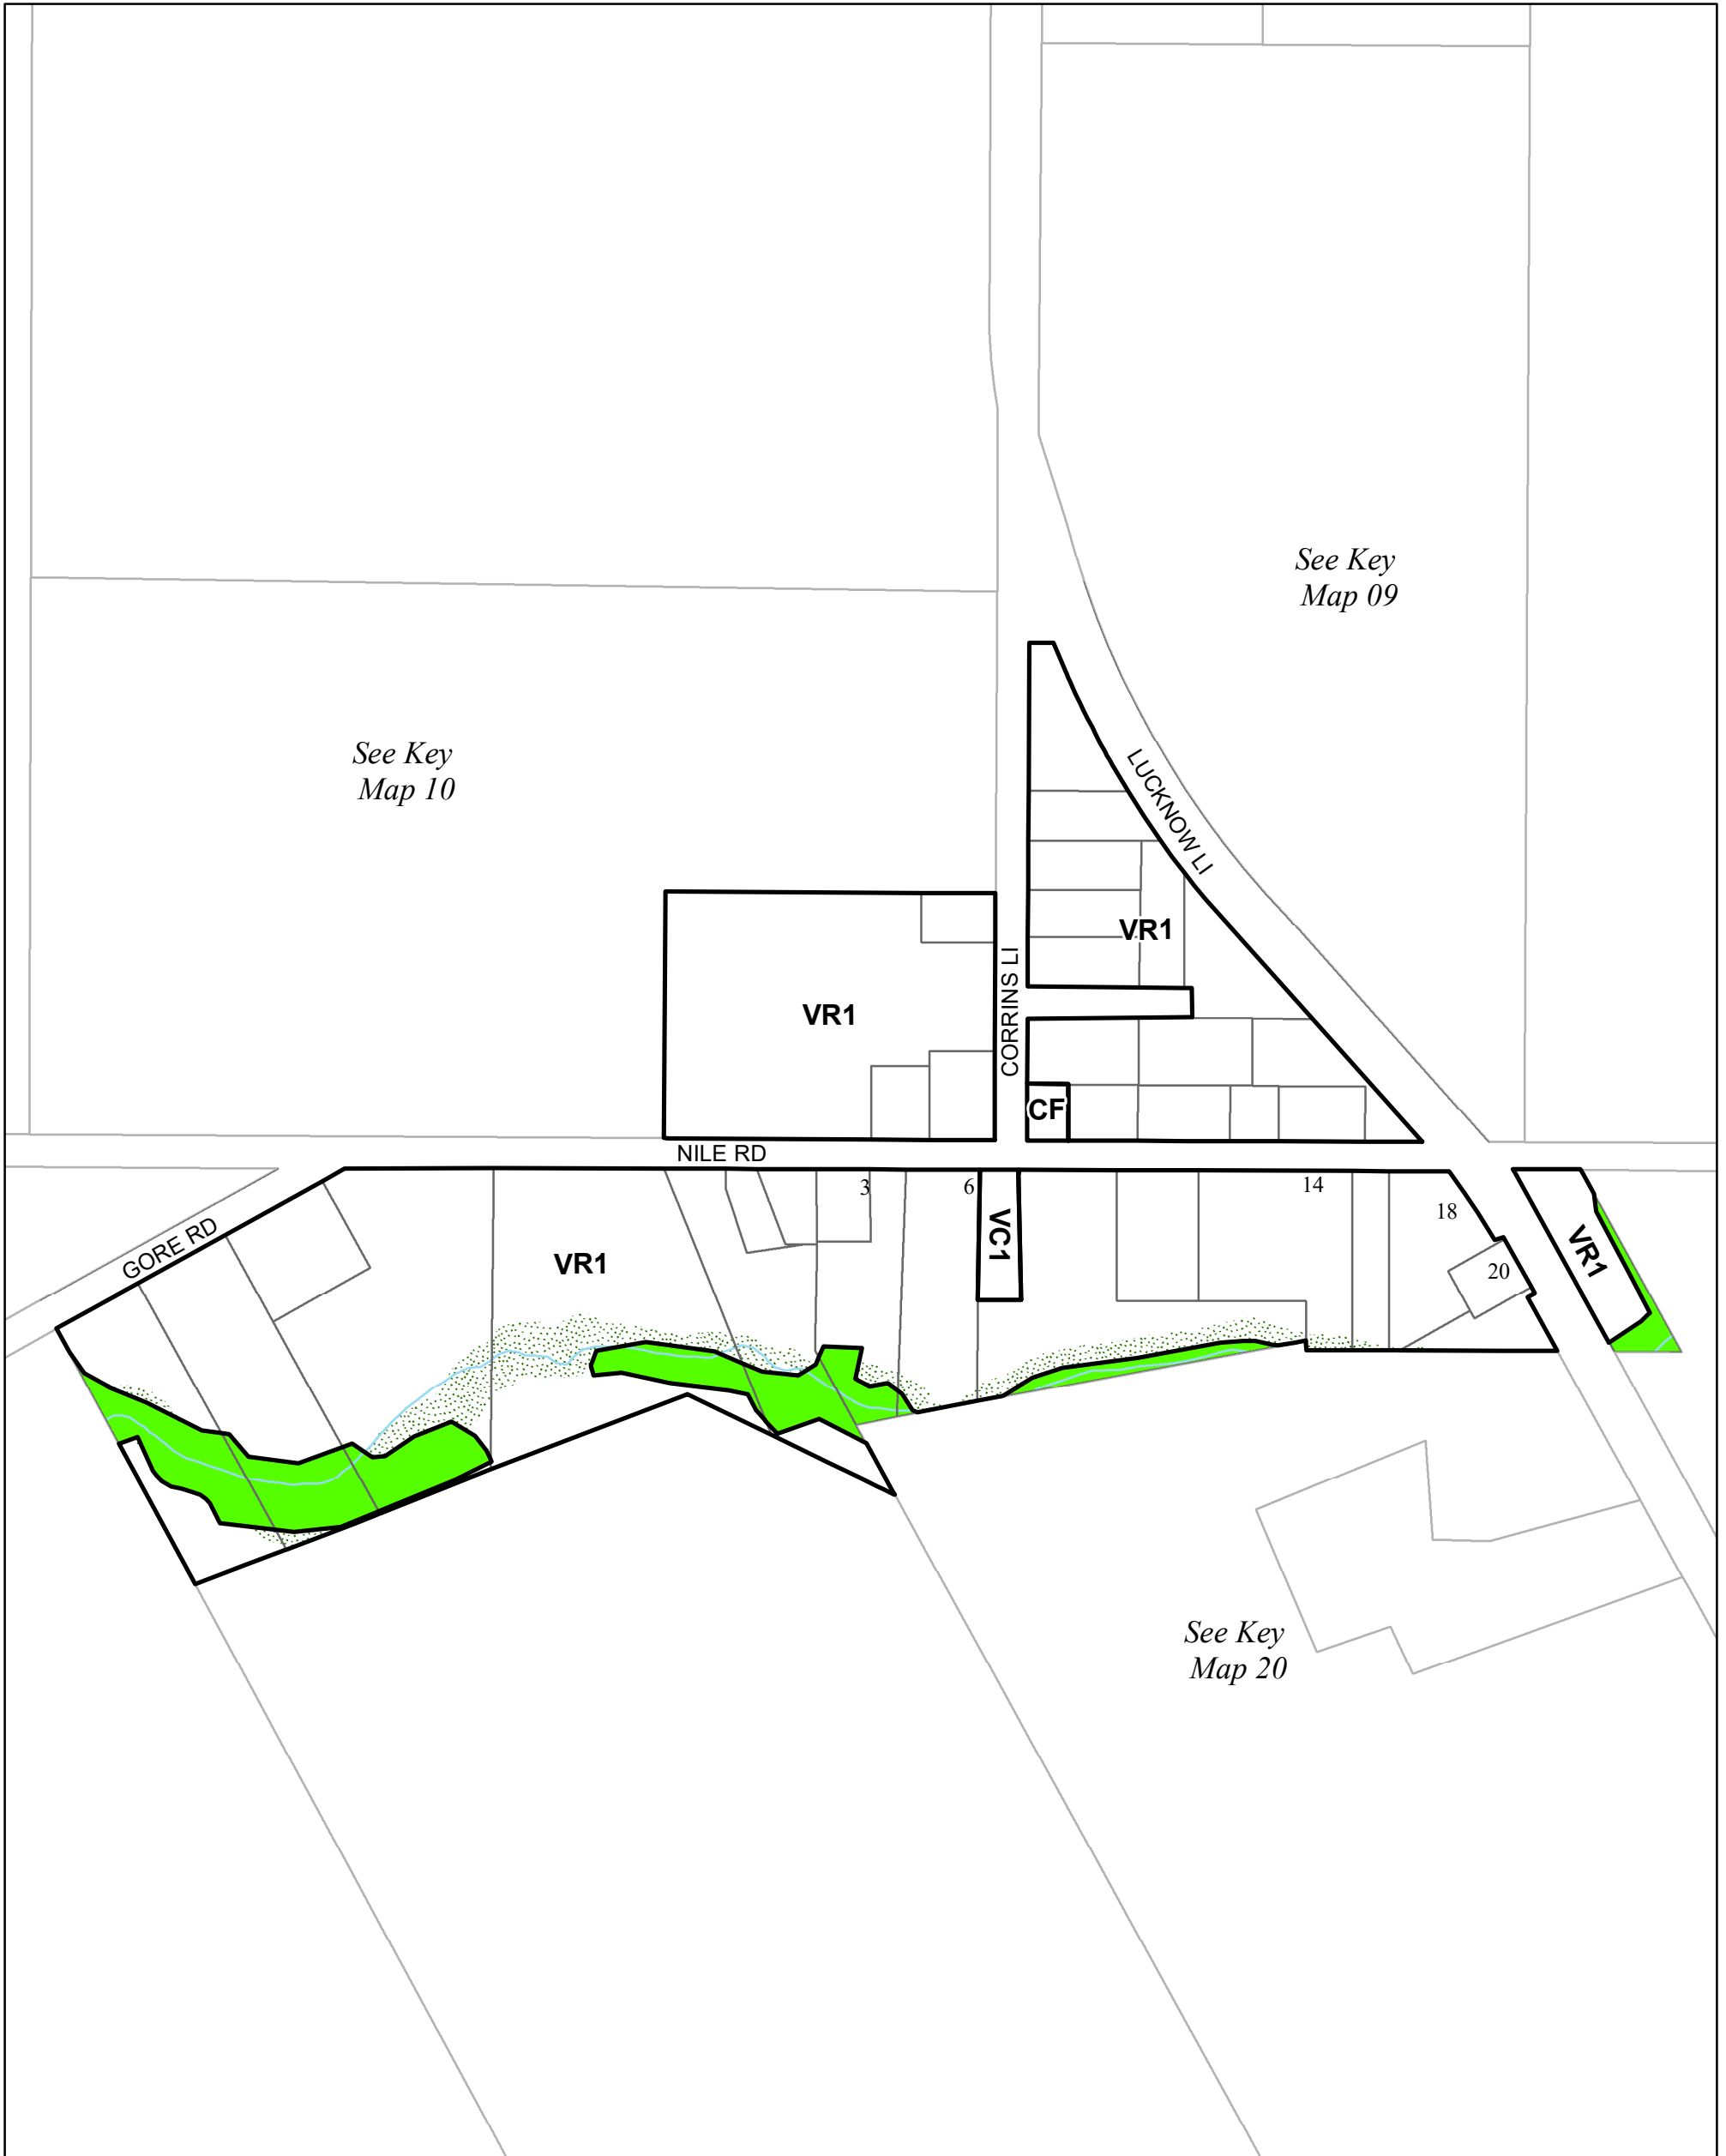 See Key
Map 09
See Key
Map 10
LUCKNOW LI
VR1
CORRINS LI
VR1
CF
NILE RD
3
6
14
18
GORE RD
VC1
VR1
VR1
20
See Key
Map 20